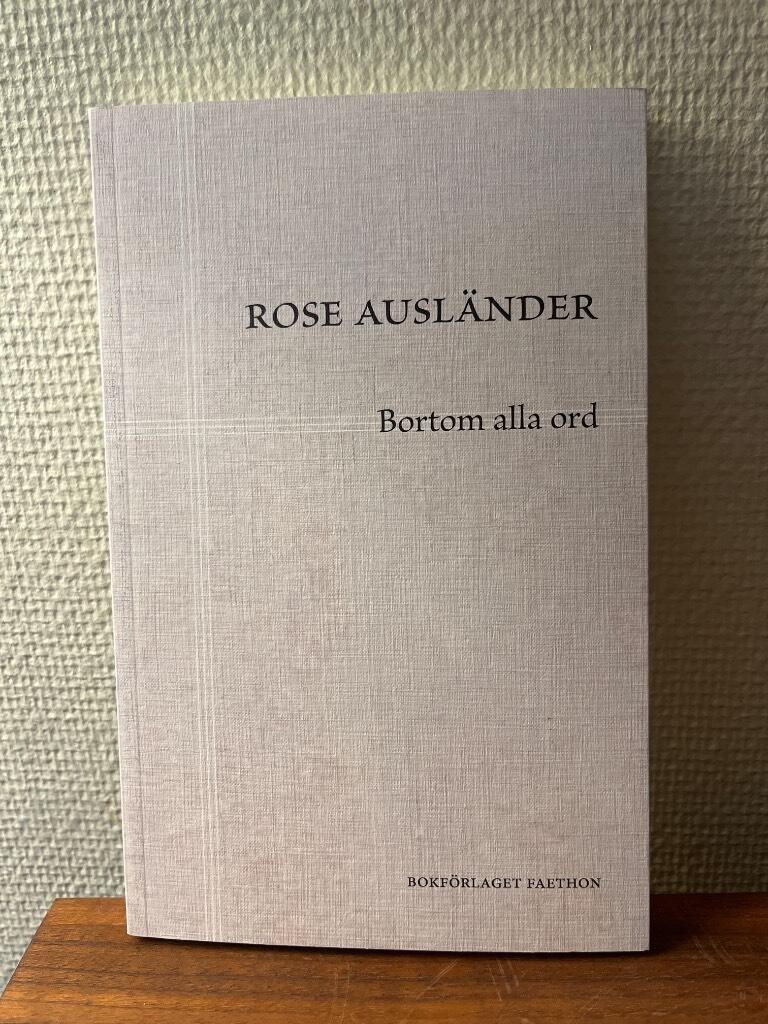 ROSE AUSLÄNDER
Bortom alla ord
BOKFÖRLAGET FAETHON